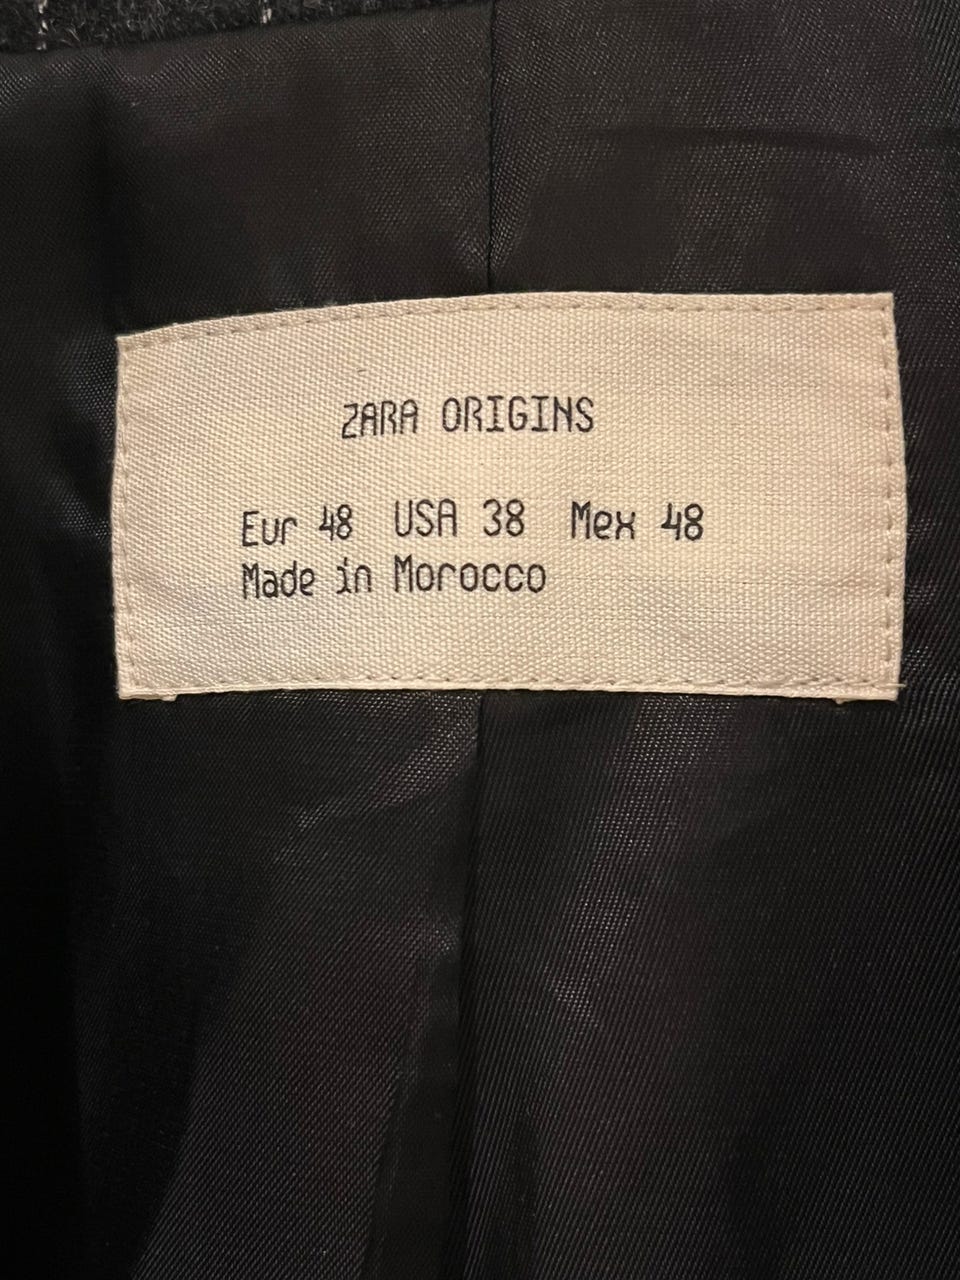 ZARA ORIGINS
Eur 48 USA 38 Mex 48
Made in Morocco